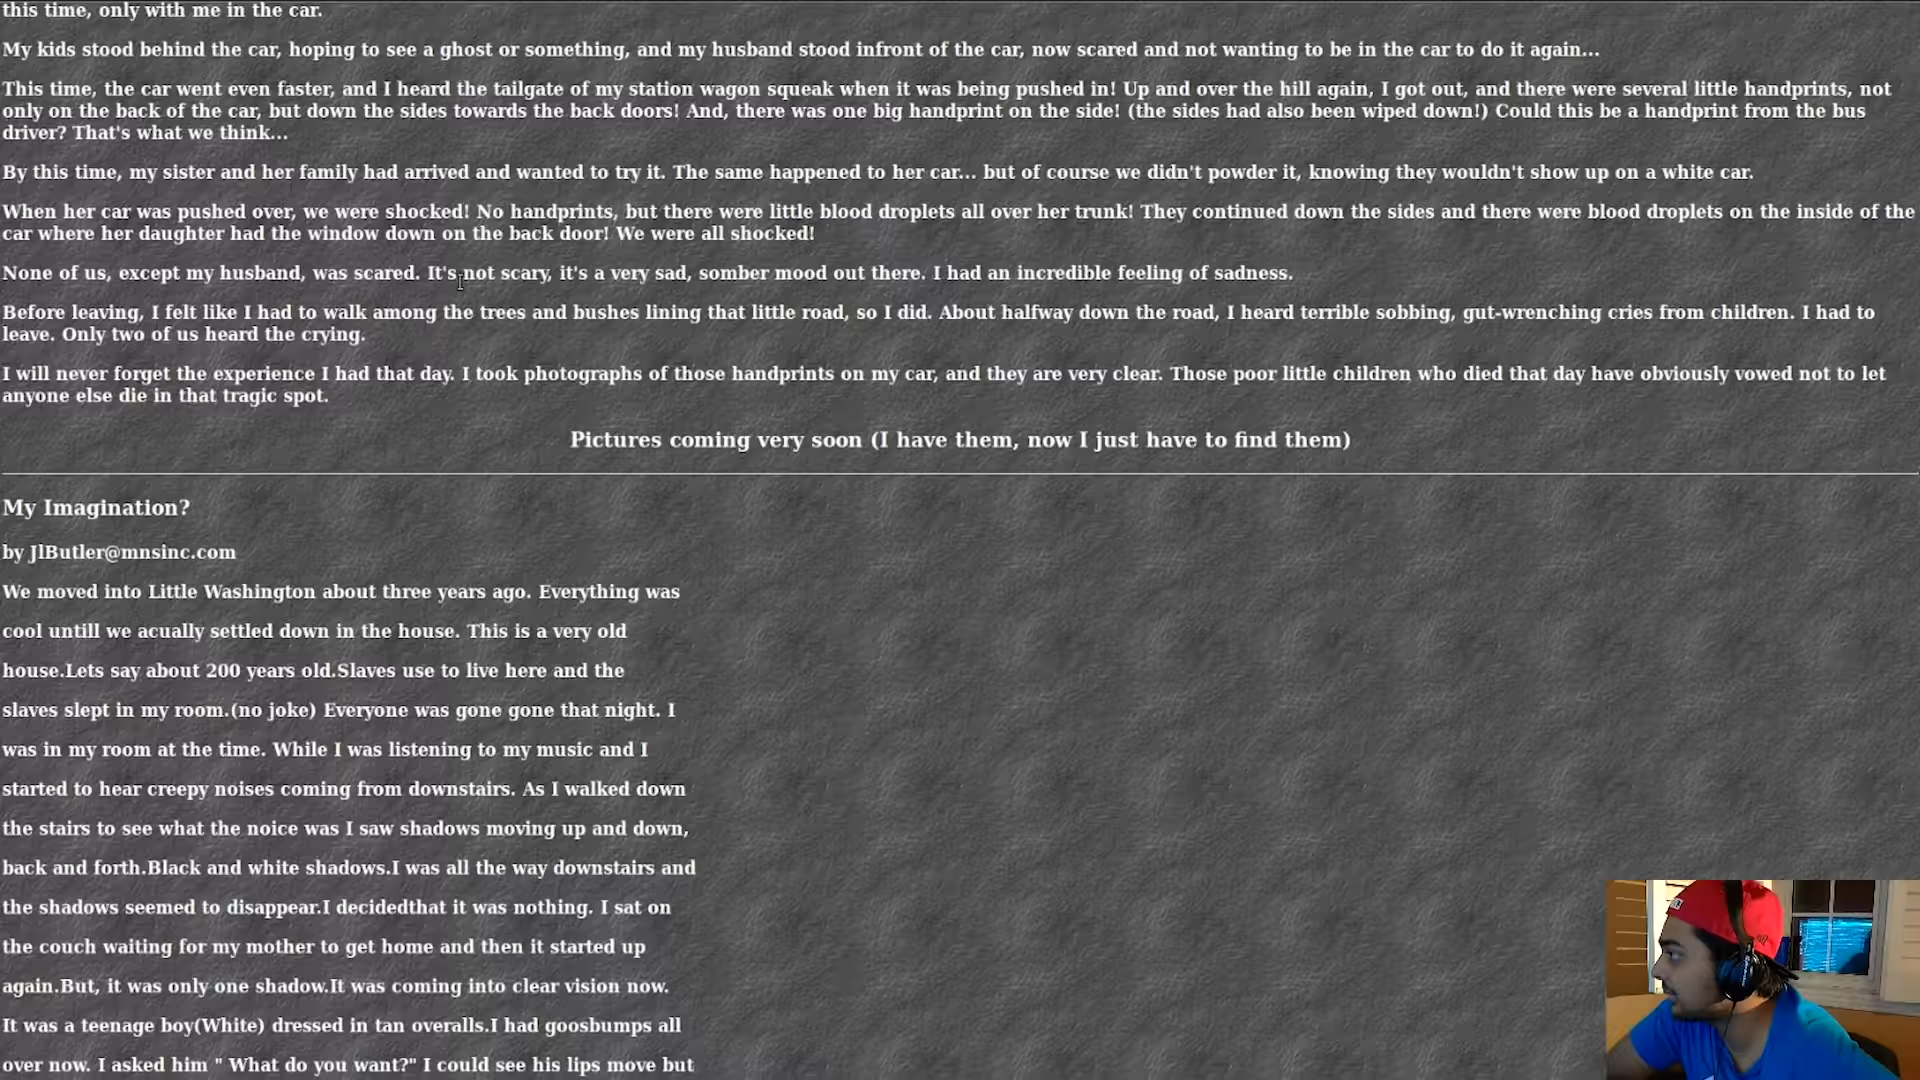 this time, only with me in the car.
My kids stood behind the car, hoping to see a ghost or something, and my husband stood infront of the car, now scared and not wanting to be in the car to do it again...
This time, the car went even faster, and I heard the tailgate of my station wagon squeak when it was being pushed in! Up and over the hill again, I got out, and there were several little handprints, not
only on the back of the car, but down the sides towards the back doors! And, there was one big handprint on the side! (the sides had also been wiped down!) Could this be a handprint from the bus
driver? That's what we think...
By this time, my sister and her family had arrived and wanted to try it. The same happened to her car... but of course we didn't powder it, knowing they wouldn't show up on a white car.
When her car was pushed over, we were shocked! No handprints, but there were little blood droplets all over her trunk! They continued down the sides and there were blood droplets on the inside of the
car where her daughter had the window down on the back door! We were all shocked!
None of us, except my husband, was scared. It's not scary, it's a very sad, somber mood out there. I had an incredible feeling of sadness.
Before leaving, I felt like I had to walk among the trees and bushes lining that little road, so I did. About halfway down the road, I heard terrible sobbing, gut-wrenching cries from children. I had to
leave. Only two of us heard the crying.
I will never forget the experience I had that day. I took photographs of those handprints on my car, and they are very clear. Those poor little children who died that day have obviously vowed not to let
anyone else die in that tragic spot.
Pictures coming very soon (I have them, now I just have to find them)
My Imagination?
by JlButler@mnsinc.com
We moved into Little Washington about three years ago. Everything was
cool untill we acually settled down in the house. This is a very old
house.Lets say about 200 years old.Slaves use to live here and the
slaves slept in my room.(no joke) Everyone was gone gone that night. I
was in my room at the time. While I was listening to my music and I
started to hear creepy noises coming from downstairs. As I walked down
the stairs to see what the noice was I saw shadows moving up and down,
back and forth.Black and white shadows.I was all the way downstairs and
the shadows seemed to disappear.I decidedthat it was nothing. I sat on
the couch waiting for my mother to get home and then it started up
again.But, it was only one shadow.It was coming into clear vision now.
It was a teenage boy(White) dressed in tan overalls.I had goosbumps all
over now. I asked him " What do you want?" I could see his lips move but